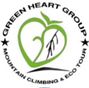 GREEN HEART GROUP
MOUNTAIN CLIMBING & ECO TOUR